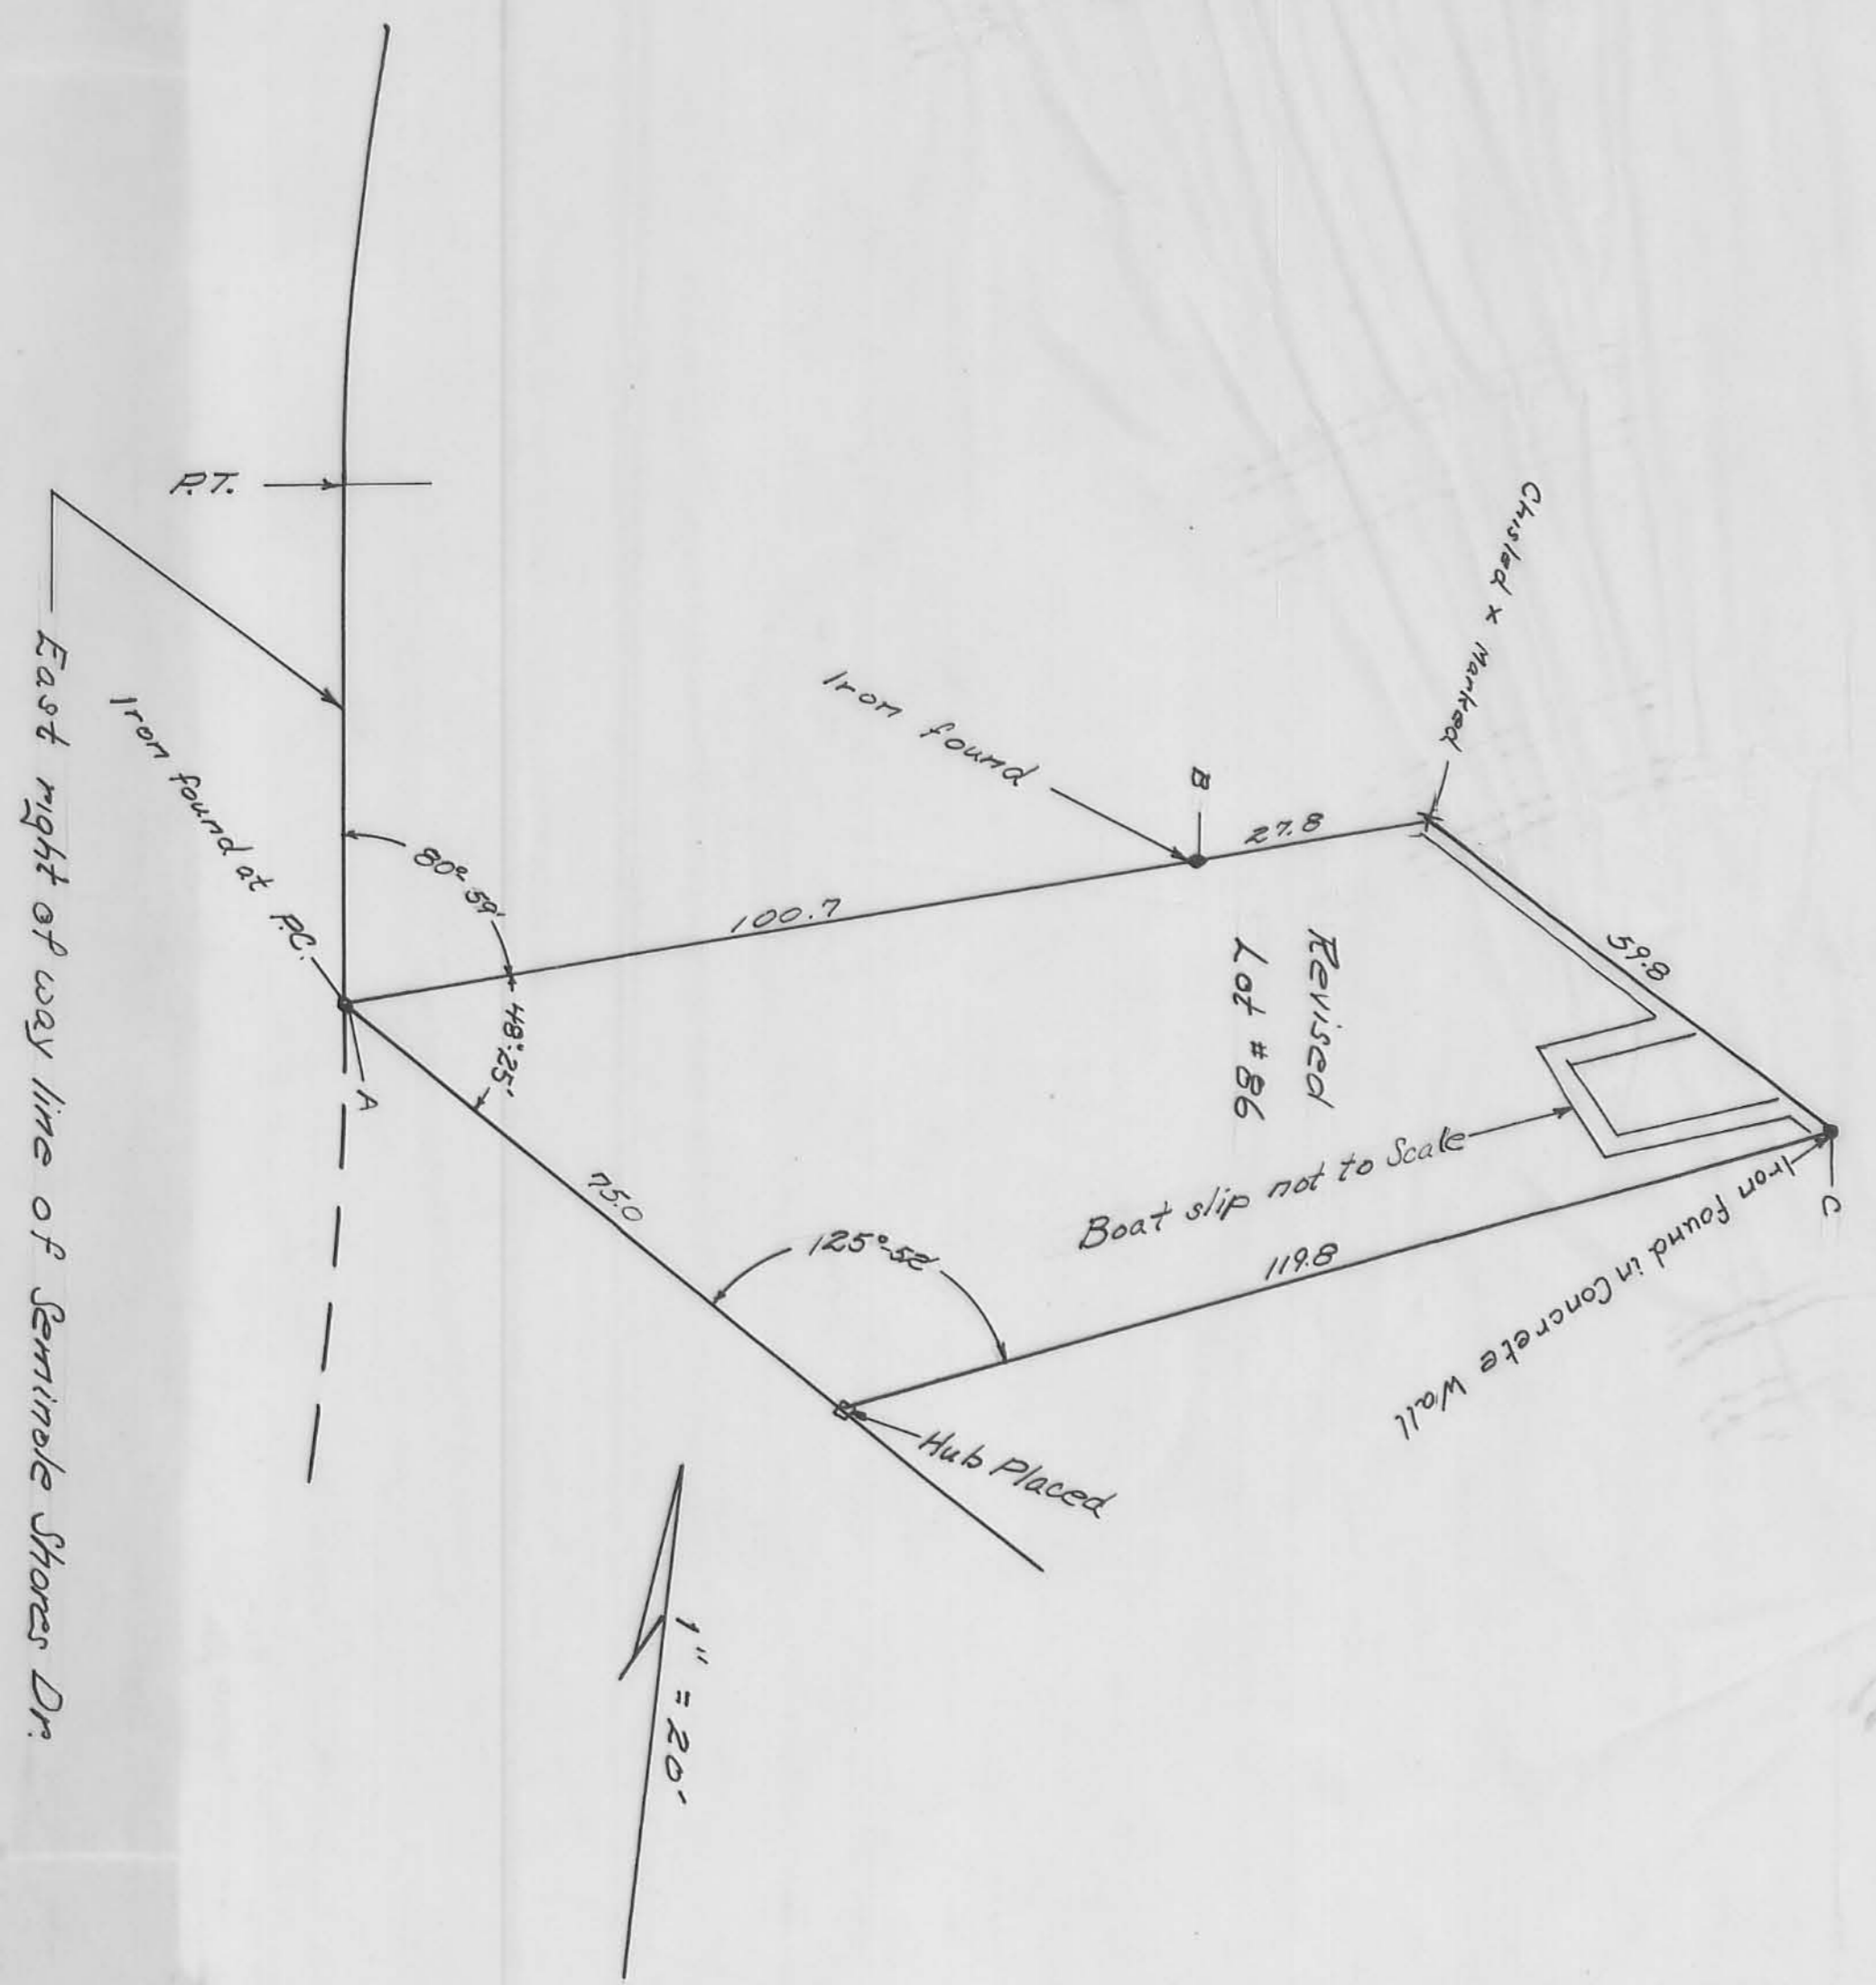 P.T.
East right of way line of Seminole Shores Dr.
Iron found at P.C.
A
80° 59'
48°-25'
100.7
Iron found
B
27.8
Chisled x Marked
59.8
Revised
Lot # 86
Boat slip not to Scale
C
Iron found in Concrete Wall
119.8
125°-52'
75.0
Hub Placed
1" = 20'